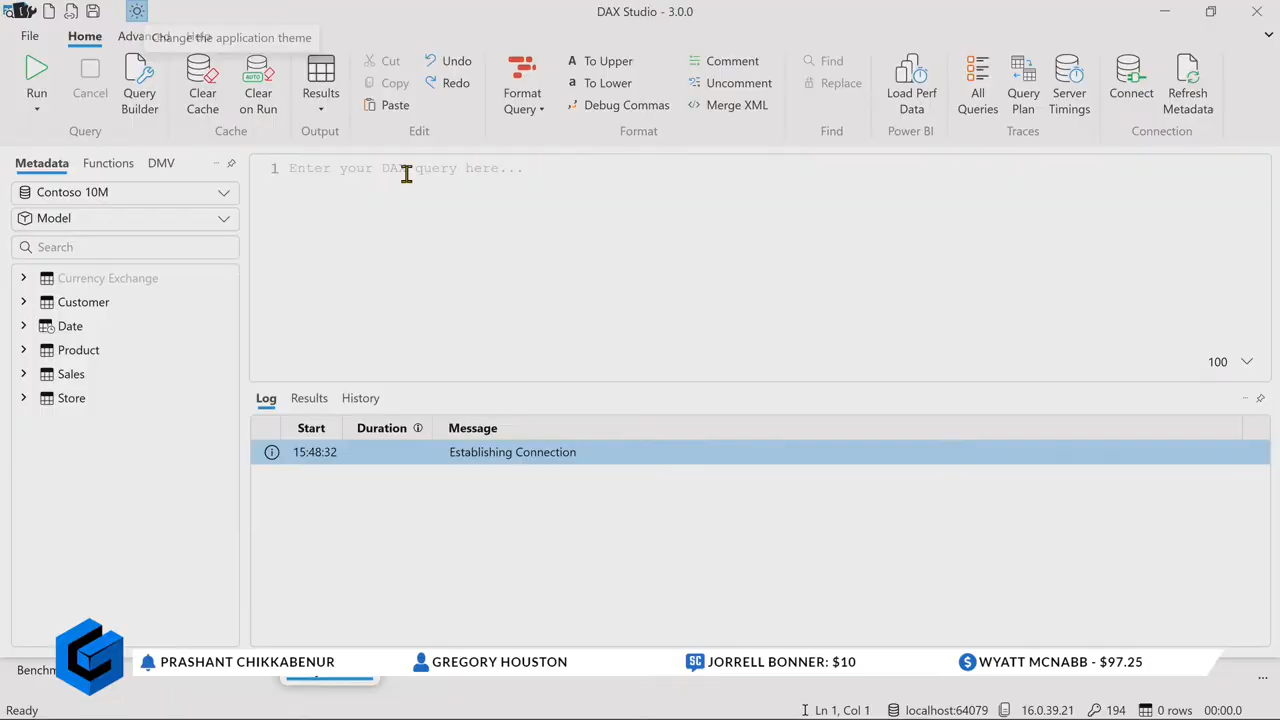 DAX Studio - 3.0.0
File Home
Change the application theme
Run Cancel Query Builder Clear Cache Clear on Run AUTO Results Cut Copy Paste Undo Redo Format Query To Upper To Lower Debug Commas Comment Uncomment Merge XML Find Replace Load Perf Data All Queries Query Plan Server Timings Connect Refresh Metadata
Query Cache Output Edit Format Find Power BI Traces Connection
Metadata Functions DMV
Contoso 10M
Model
Search
Currency Exchange
Customer
Date
Product
Sales
Store
1 Enter your DAX query here...
100
Log Results History
Start Duration Message
15:48:32 Establishing Connection
PRASHANT CHIKKABENUR GREGORY HOUSTON SC JORRELL BONNER: $10 WYATT MCNABB - $97.25
Ready Ln 1, Col 1 localhost:64079 16.0.39.21 194 0 rows 00:00.0